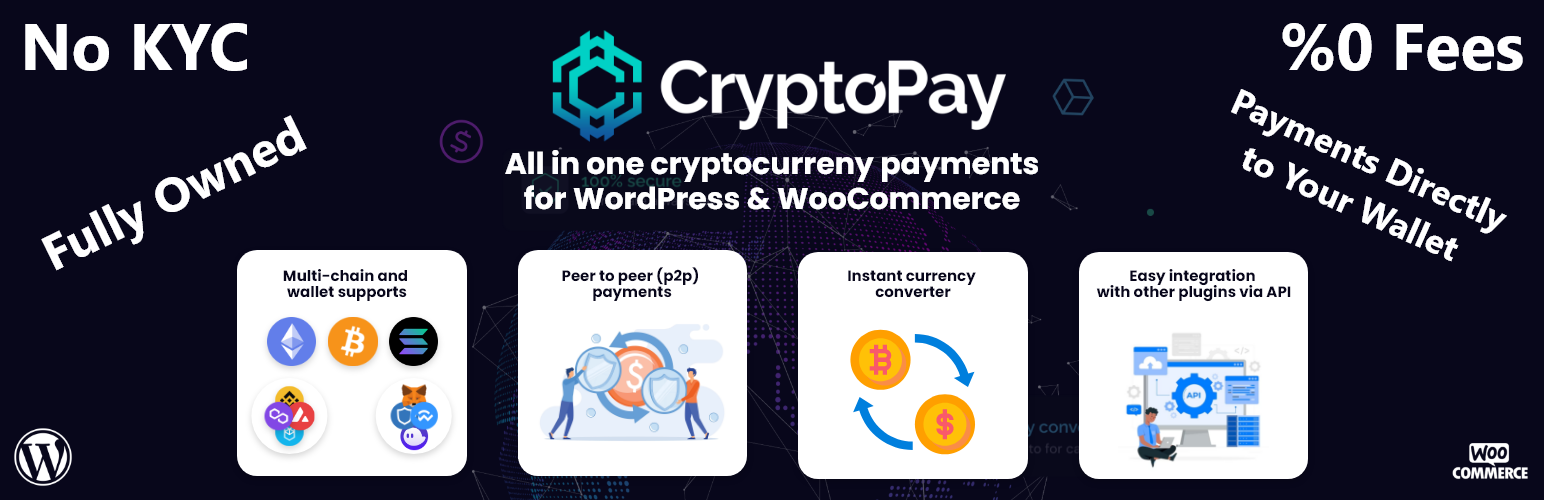 No KYC
%0 Fees
CryptoPay
Fully Owned
Payments Directly
to Your Wallet
All in one cryptocurreny payments
100% secure
for WordPress & WooCommerce
Multi-chain and
wallet supports
Peer to peer (p2p)
payments
Instant currency
converter
Easy integration
with other plugins via API
API
WOO
COMMERCE